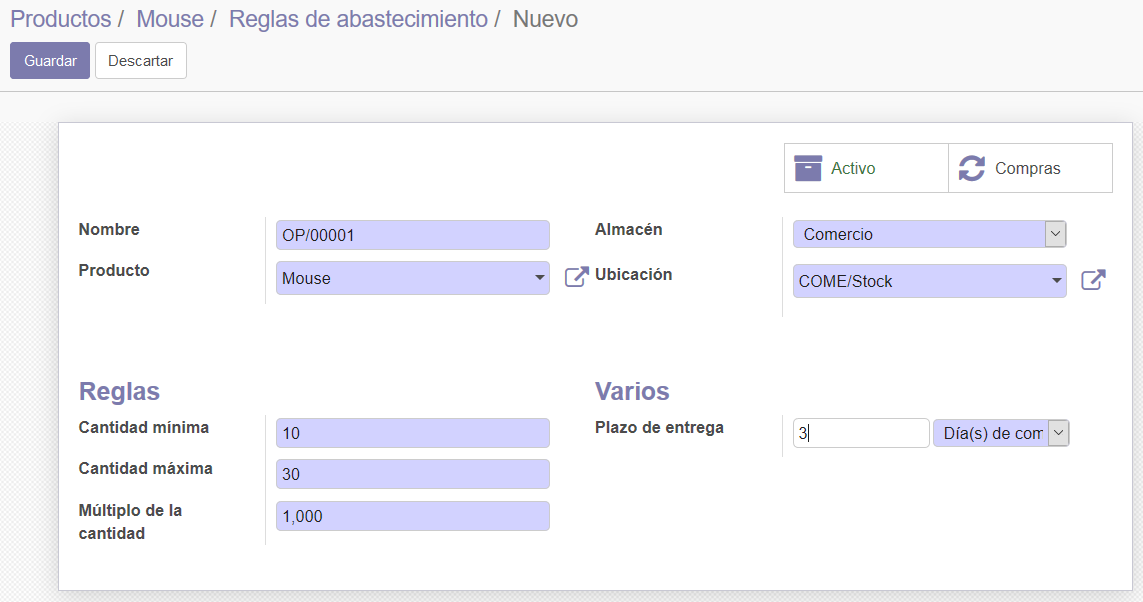 Productos / Mouse / Reglas de abastecimiento / Nuevo
Guardar Descartar
Activo Compras
Nombre OP/00001
Producto Mouse
Almacén Comercio
Ubicación COME/Stock
Reglas
Cantidad mínima 10
Cantidad máxima 30
Múltiplo de la cantidad 1,000
Varios
Plazo de entrega 3 Día(s) de com